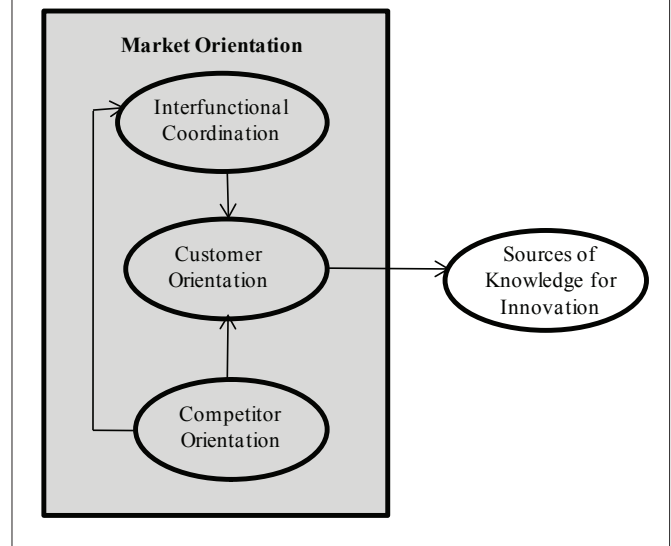 Market Orientation
Interfunctional
Coordination
Customer
Orientation
Sources of
Knowledge for
Innovation
Competitor
Orientation